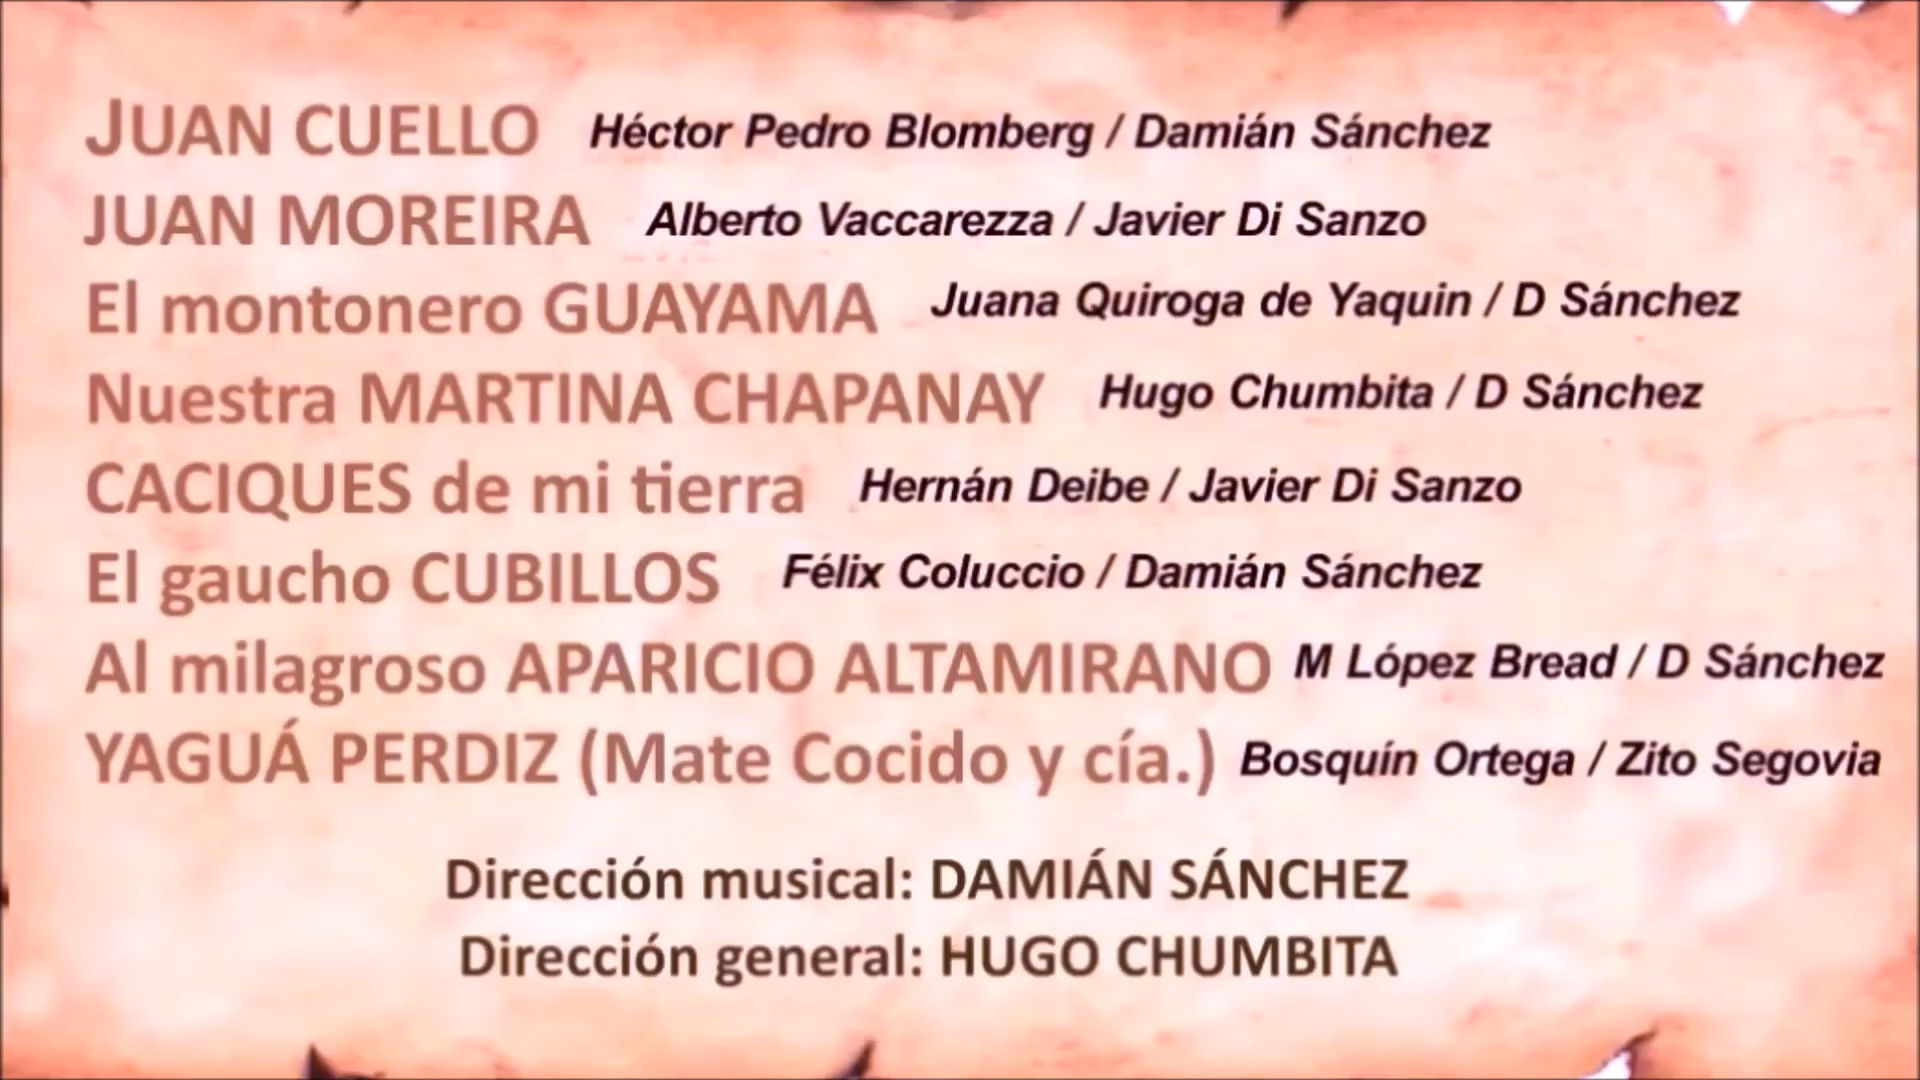 JUAN CUELLO Héctor Pedro Blomberg / Damián Sánchez
JUAN MOREIRA Alberto Vaccarezza / Javier Di Sanzo
El montonero GUAYAMA Juana Quiroga de Yaquin / D Sánchez
Nuestra MARTINA CHAPANAY Hugo Chumbita / D Sánchez
CACIQUES de mi tierra Hernán Deibe / Javier Di Sanzo
El gaucho CUBILLOS Félix Coluccio / Damián Sánchez
Al milagroso APARICIO ALTAMIRANO M López Bread / D Sánchez
YAGUÁ PERDIZ (Mate Cocido y cía.) Bosquín Ortega / Zito Segovia
Dirección musical: DAMIÁN SÁNCHEZ
Dirección general: HUGO CHUMBITA